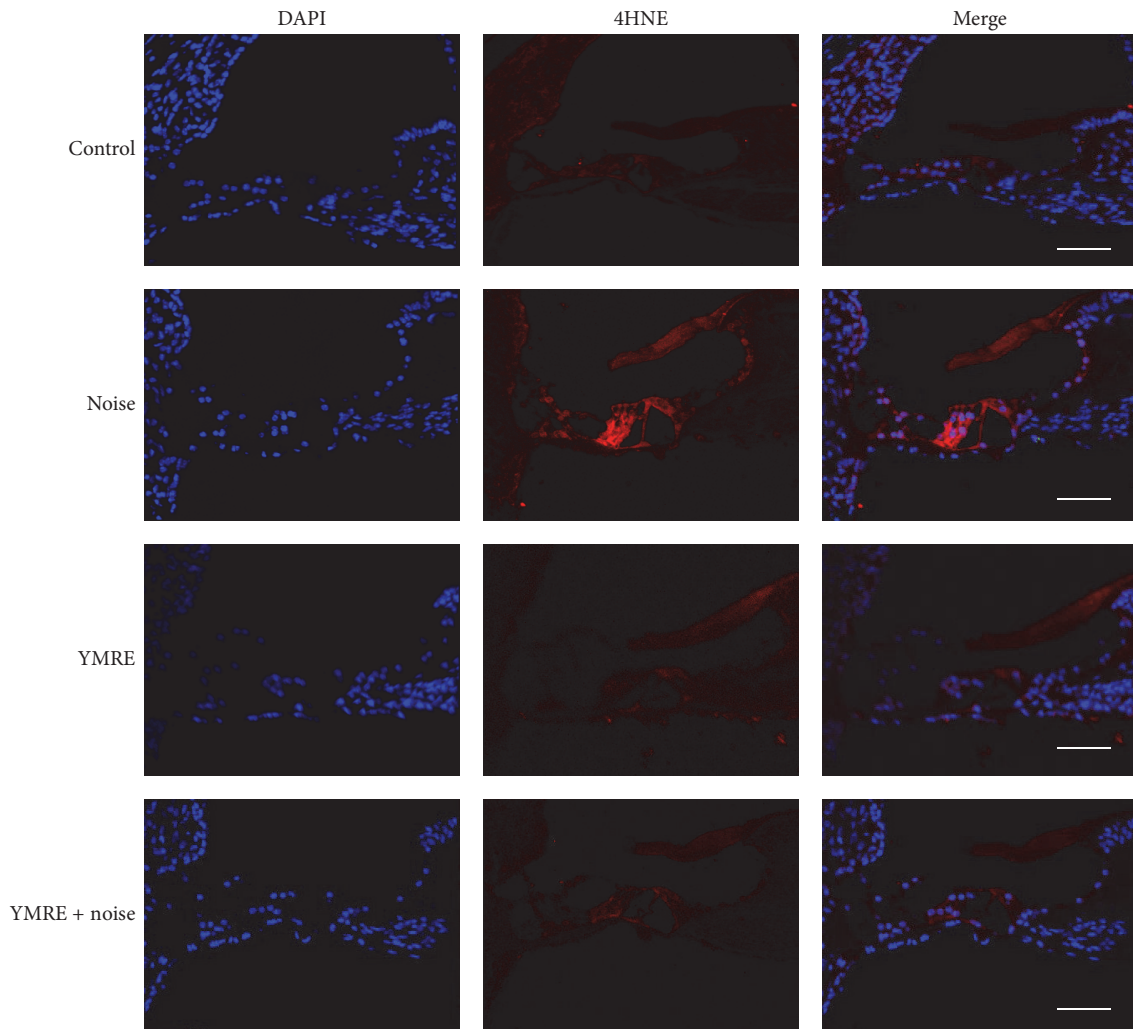 DAPI 4HNE Merge
Control
Noise
YMRE
YMRE + noise